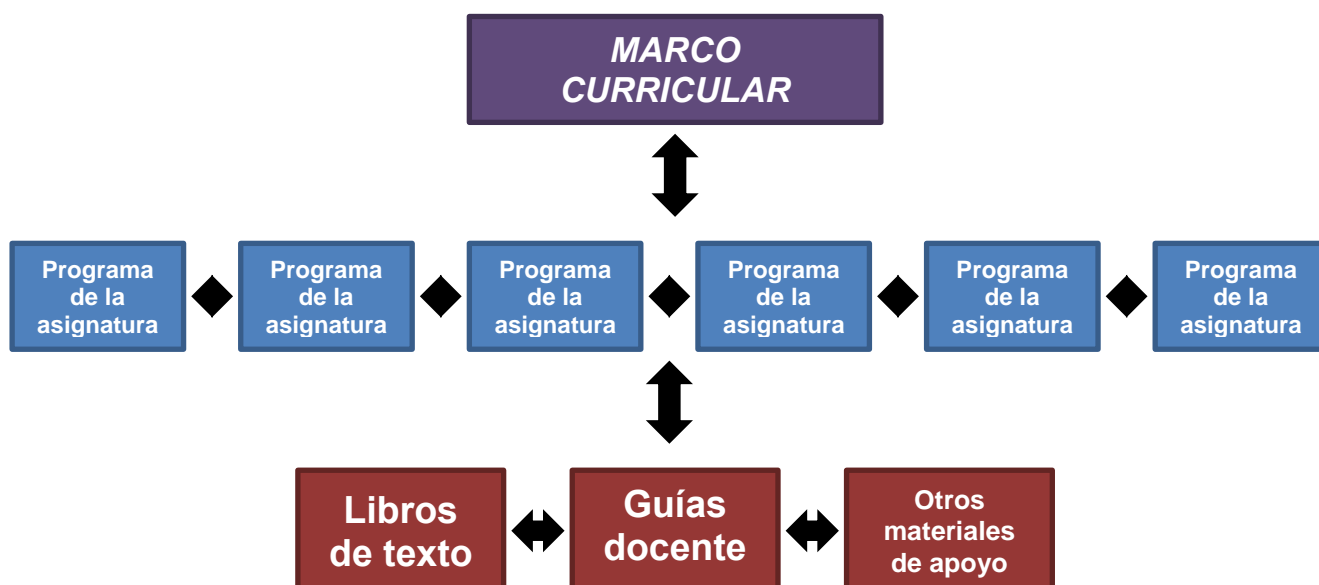 MARCO
CURRICULAR
Programa
de la
asignatura
Programa
de la
asignatura
Programa
de la
asignatura
Programa
de la
asignatura
Programa
de la
asignatura
Programa
de la
asignatura
Libros
de texto
Guías
docente
Otros
materiales
de apoyo